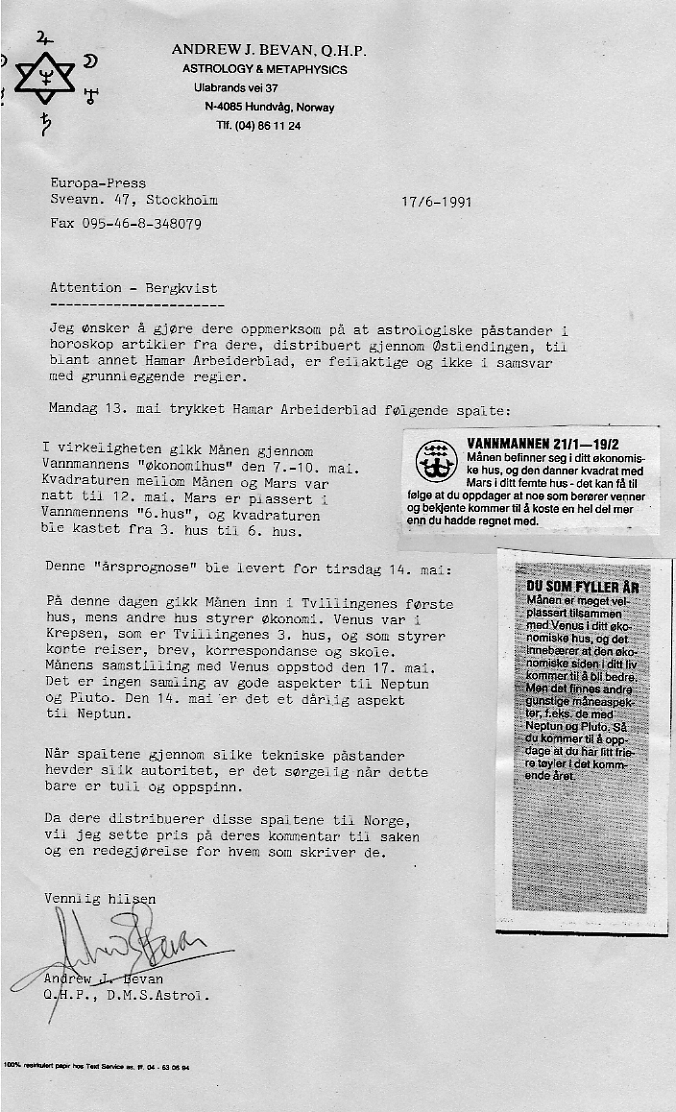 ANDREW J. BEVAN, Q.H.P.
ASTROLOGY & METAPHYSICS
Ulabrands vei 37
N-4085 Hundvåg, Norway
Tlf. (04) 86 11 24
Europa-Press
Sveavn. 47, Stockholm
17/6-1991
Fax 095-46-8-348079
Attention - Bergkvist
Jeg ønsker å gjøre dere oppmerksom på at astrologiske påstander i
horoskop artikler fra dere, distribuert gjennom Østlendingen, til
blant annet Hamar Arbeiderblad, er feilaktige og ikke i samsvar
med grunnleggende regler.
Mandag 13. mai trykket Hamar Arbeiderblad følgende spalte:
I virkeligheten gikk Månen gjennom
Vannmannens "økonomihus" den 7.-10. mai.
Kvadraturen mellom Månen og Mars var
natt til 12. mai. Mars er plassert i
Vannmennens "6.hus", og kvadraturen
ble kastet fra 3. hus til 6. hus.
VANNMANNEN 21/1—19/2
Månen befinner seg i ditt økonomis-
ke hus, og den danner kvadrat med
Mars i ditt femte hus - det kan få til
følge at du oppdager at noe som berører venner
og bekjente kommer til å koste en hel del mer
enn du hadde regnet med.
Denne "årsprognose" ble levert for tirsdag 14. mai:
På denne dagen gikk Månen inn i Tvillingenes første
hus, mens andre hus styrer økonomi. Venus var i
Krepsen, som er Tvillingenes 3. hus, og som styrer
korte reiser, brev, korrespondanse og skole.
Månens samstilling med Venus oppstod den 17. mai.
Det er ingen samling av gode aspekter til Neptun
og Pluto. Den 14. mai er det et dårlig aspekt
til Neptun.
DU SOM FYLLER ÅR
Månen er meget vel-
plassert tilsammen
med Venus i ditt øko-
nomiske hus, og det
innebærer at den øko-
nomiske siden i ditt liv
kommer til å bli bedre.
Men det finnes andre
gunstige måneaspek-
ter, f.eks. de med
Neptun og Pluto. Så
du kommer til å opp-
dage at du har litt frie-
re tøyler i det komm-
ende året.
Når spaltene gjennom slike tekniske påstander
hevder slik autoritet, er det sørgelig når dette
bare er tull og oppspinn.
Da dere distribuerer disse spaltene til Norge,
vil jeg sette pris på deres kommentar til saken
og en redegjørelse for hvem som skriver de.
Vennlig hilsen
Andrew J. Bevan
Q.H.P., D.M.S.Astrol.
100% resirkulert papir hos Text Service as. tlf. 04 - 63 06 94